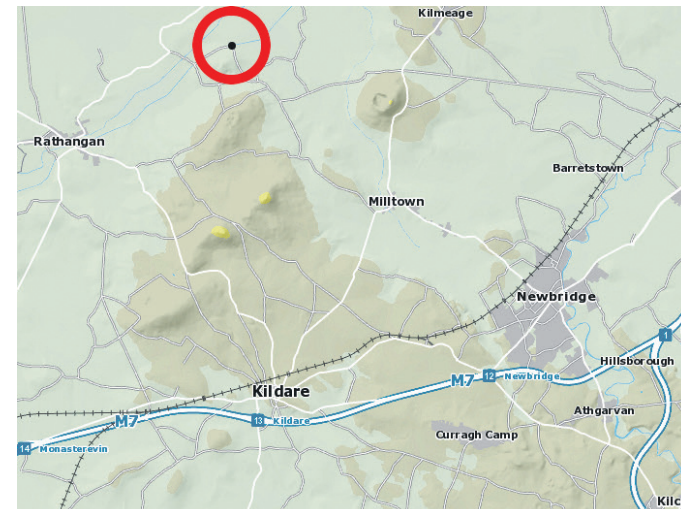 Kilmeage
Rathangan
Barretstown
Milltown
Newbridge
1
Hillsborough
M7
12
Newbridge
Kildare
Athgarvan
M7
13
Kildare
Curragh Camp
14
Monasterevin
Kilc